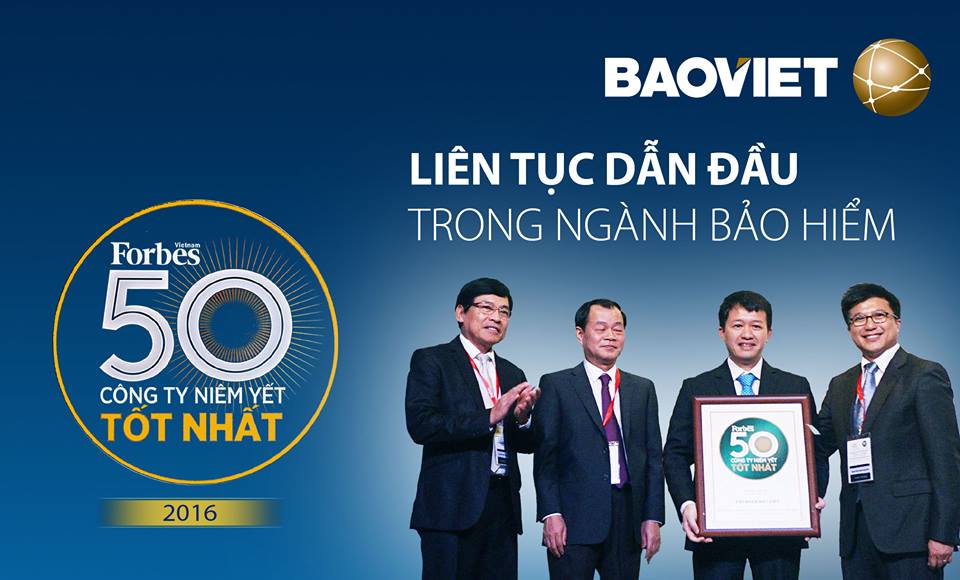 BAOVIET
LIÊN TỤC DẪN ĐẦU
TRONG NGÀNH BẢO HIỂM
Forbes
Vietnam
50
CÔNG TY NIÊM YẾT
TỐT NHẤT
2016
Forbes
50
CÔNG TY NIÊM YẾT
TỐT NHẤT